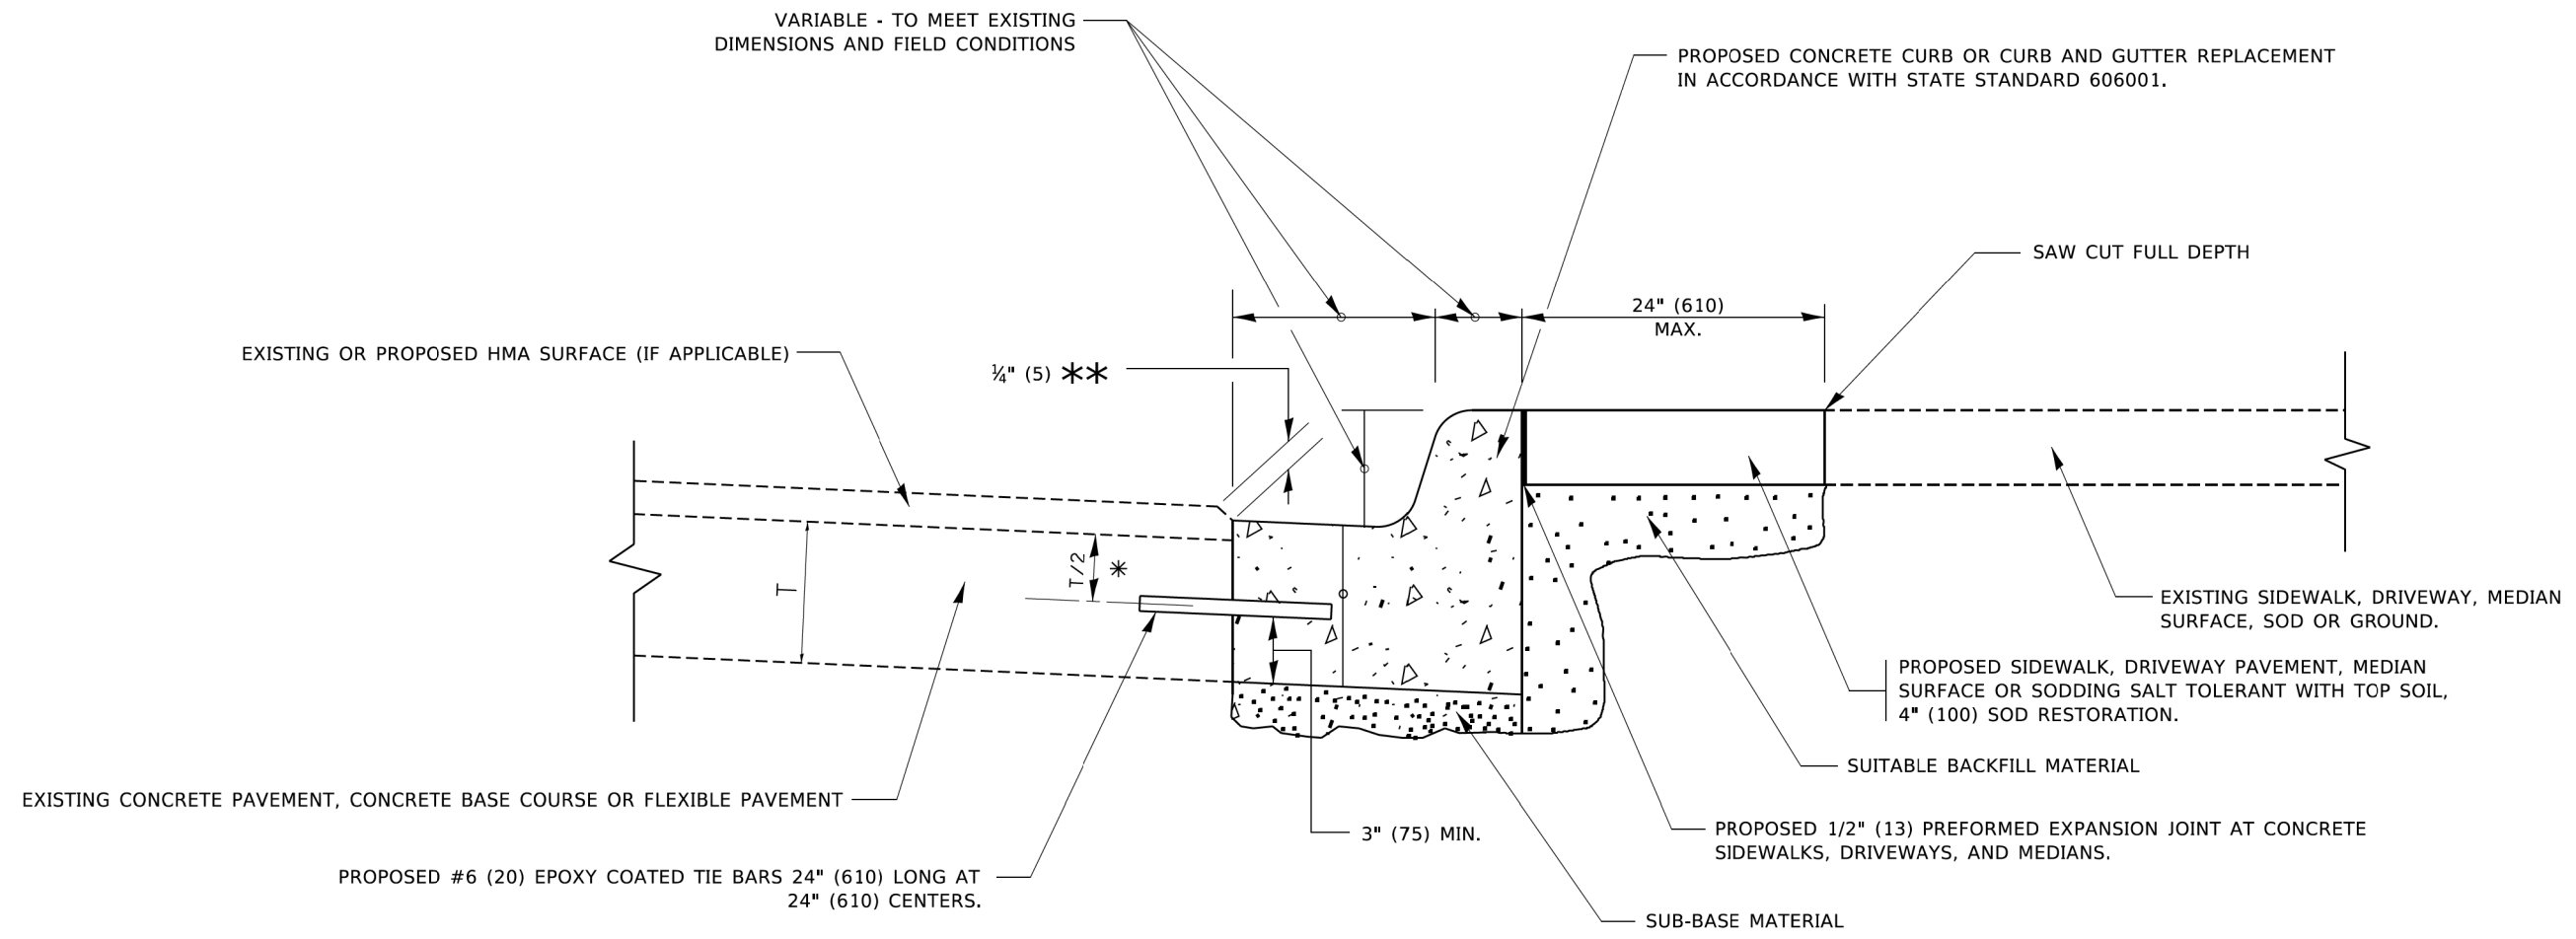 VARIABLE - TO MEET EXISTING
DIMENSIONS AND FIELD CONDITIONS
PROPOSED CONCRETE CURB OR CURB AND GUTTER REPLACEMENT
IN ACCORDANCE WITH STATE STANDARD 606001.
SAW CUT FULL DEPTH
24" (610)
MAX.
EXISTING OR PROPOSED HMA SURFACE (IF APPLICABLE)
¼" (5) **
T
T/2 *
EXISTING SIDEWALK, DRIVEWAY, MEDIAN
SURFACE, SOD OR GROUND.
PROPOSED SIDEWALK, DRIVEWAY PAVEMENT, MEDIAN
SURFACE OR SODDING SALT TOLERANT WITH TOP SOIL,
4" (100) SOD RESTORATION.
SUITABLE BACKFILL MATERIAL
EXISTING CONCRETE PAVEMENT, CONCRETE BASE COURSE OR FLEXIBLE PAVEMENT
3" (75) MIN.
PROPOSED 1/2" (13) PREFORMED EXPANSION JOINT AT CONCRETE
SIDEWALKS, DRIVEWAYS, AND MEDIANS.
PROPOSED #6 (20) EPOXY COATED TIE BARS 24" (610) LONG AT
24" (610) CENTERS.
SUB-BASE MATERIAL